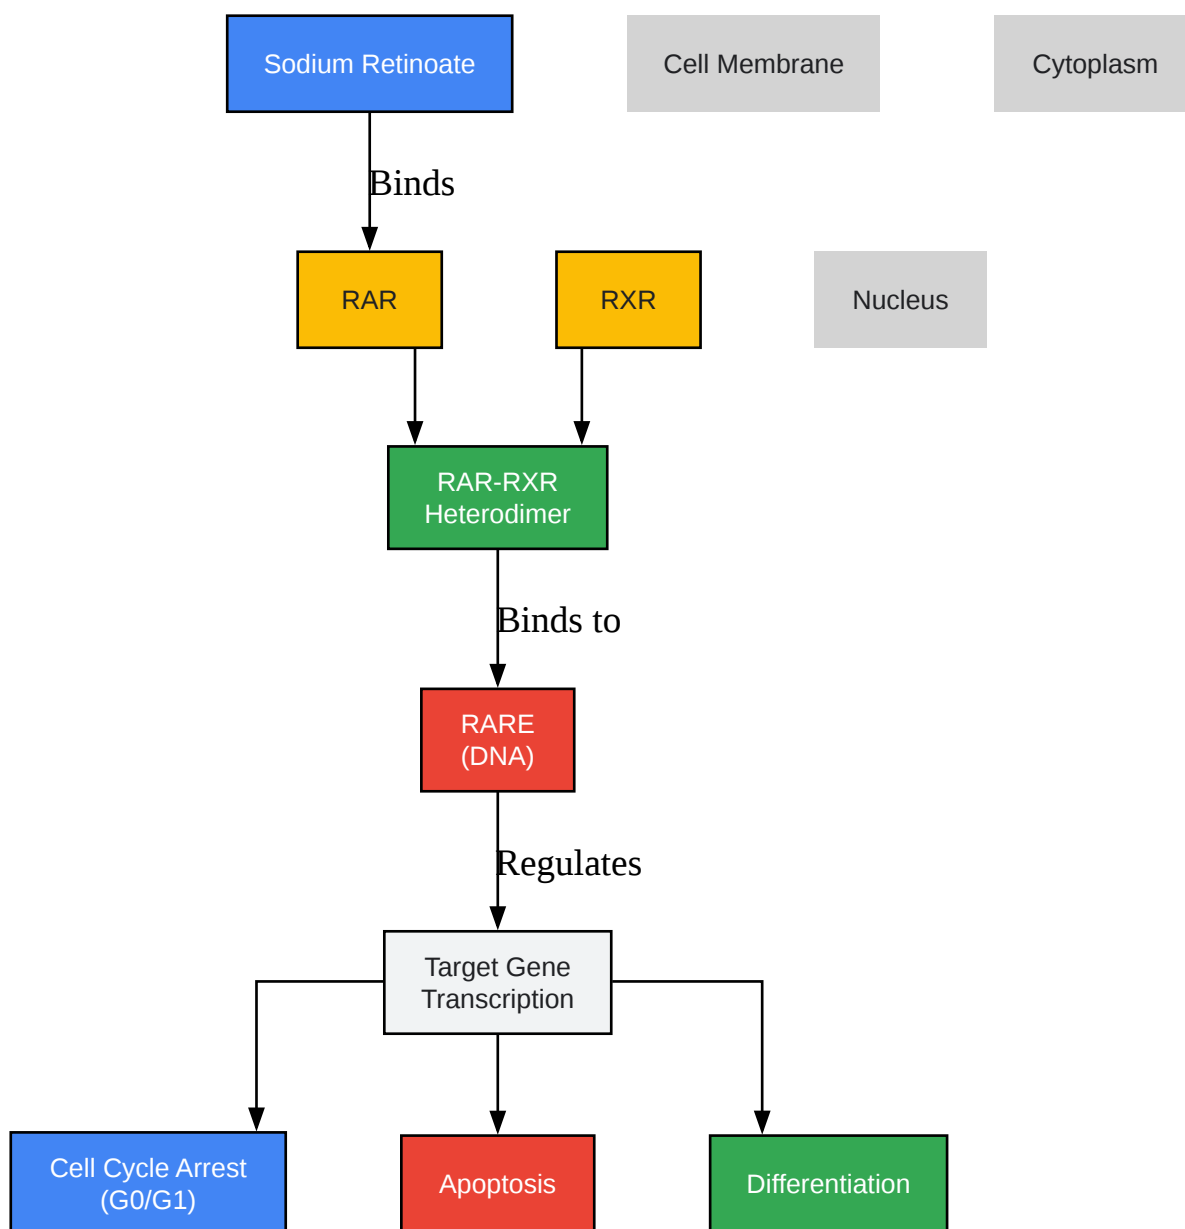 Sodium Retinoate
Cell Membrane
Cytoplasm
Binds
RAR
RXR
Nucleus
RAR-RXR
Heterodimer
Binds to
RARE
(DNA)
Regulates
Target Gene
Transcription
Cell Cycle Arrest
(G0/G1)
Apoptosis
Differentiation